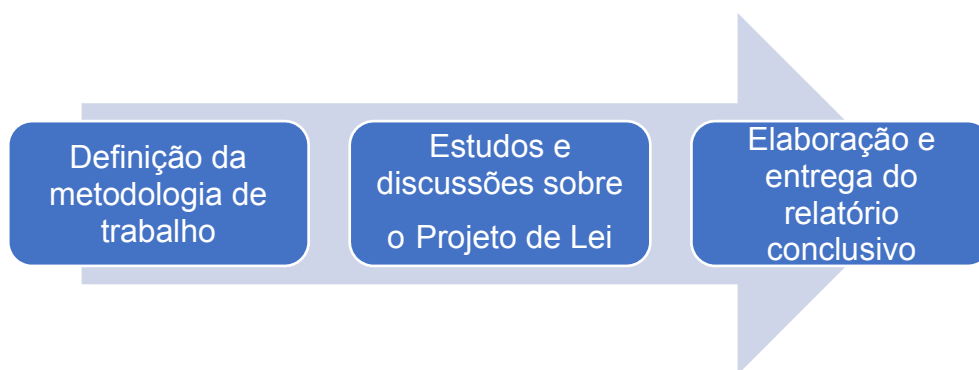 Definição da
metodologia de
trabalho
Estudos e
discussões sobre
o Projeto de Lei
Elaboração e
entrega do
relatório
conclusivo